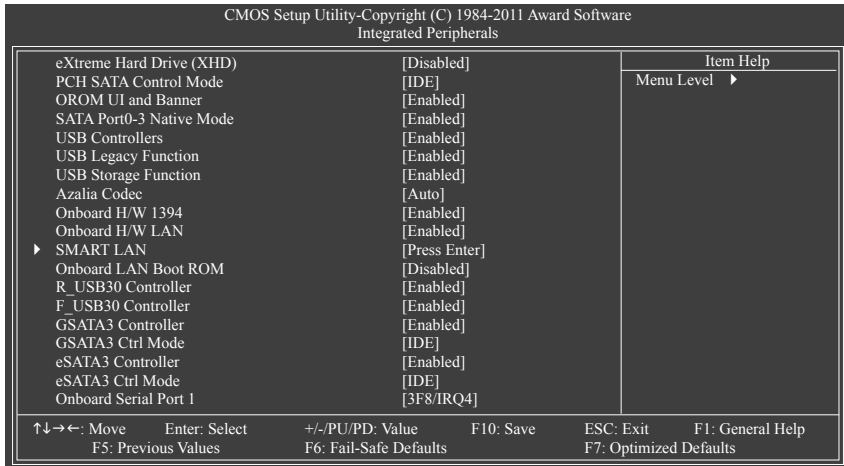 CMOS Setup Utility-Copyright (C) 1984-2011 Award Software
Integrated Peripherals
eXtreme Hard Drive (XHD) [Disabled]
PCH SATA Control Mode [IDE]
OROM UI and Banner [Enabled]
SATA Port0-3 Native Mode [Enabled]
USB Controllers [Enabled]
USB Legacy Function [Enabled]
USB Storage Function [Enabled]
Azalia Codec [Auto]
Onboard H/W 1394 [Enabled]
Onboard H/W LAN [Enabled]
SMART LAN [Press Enter]
Onboard LAN Boot ROM [Disabled]
R_USB30 Controller [Enabled]
F_USB30 Controller [Enabled]
GSATA3 Controller [Enabled]
GSATA3 Ctrl Mode [IDE]
eSATA3 Controller [Enabled]
eSATA3 Ctrl Mode [IDE]
Onboard Serial Port 1 [3F8/IRQ4]
Item Help
Menu Level
↑↓→←: Move Enter: Select +/-/PU/PD: Value F10: Save ESC: Exit F1: General Help
F5: Previous Values F6: Fail-Safe Defaults F7: Optimized Defaults